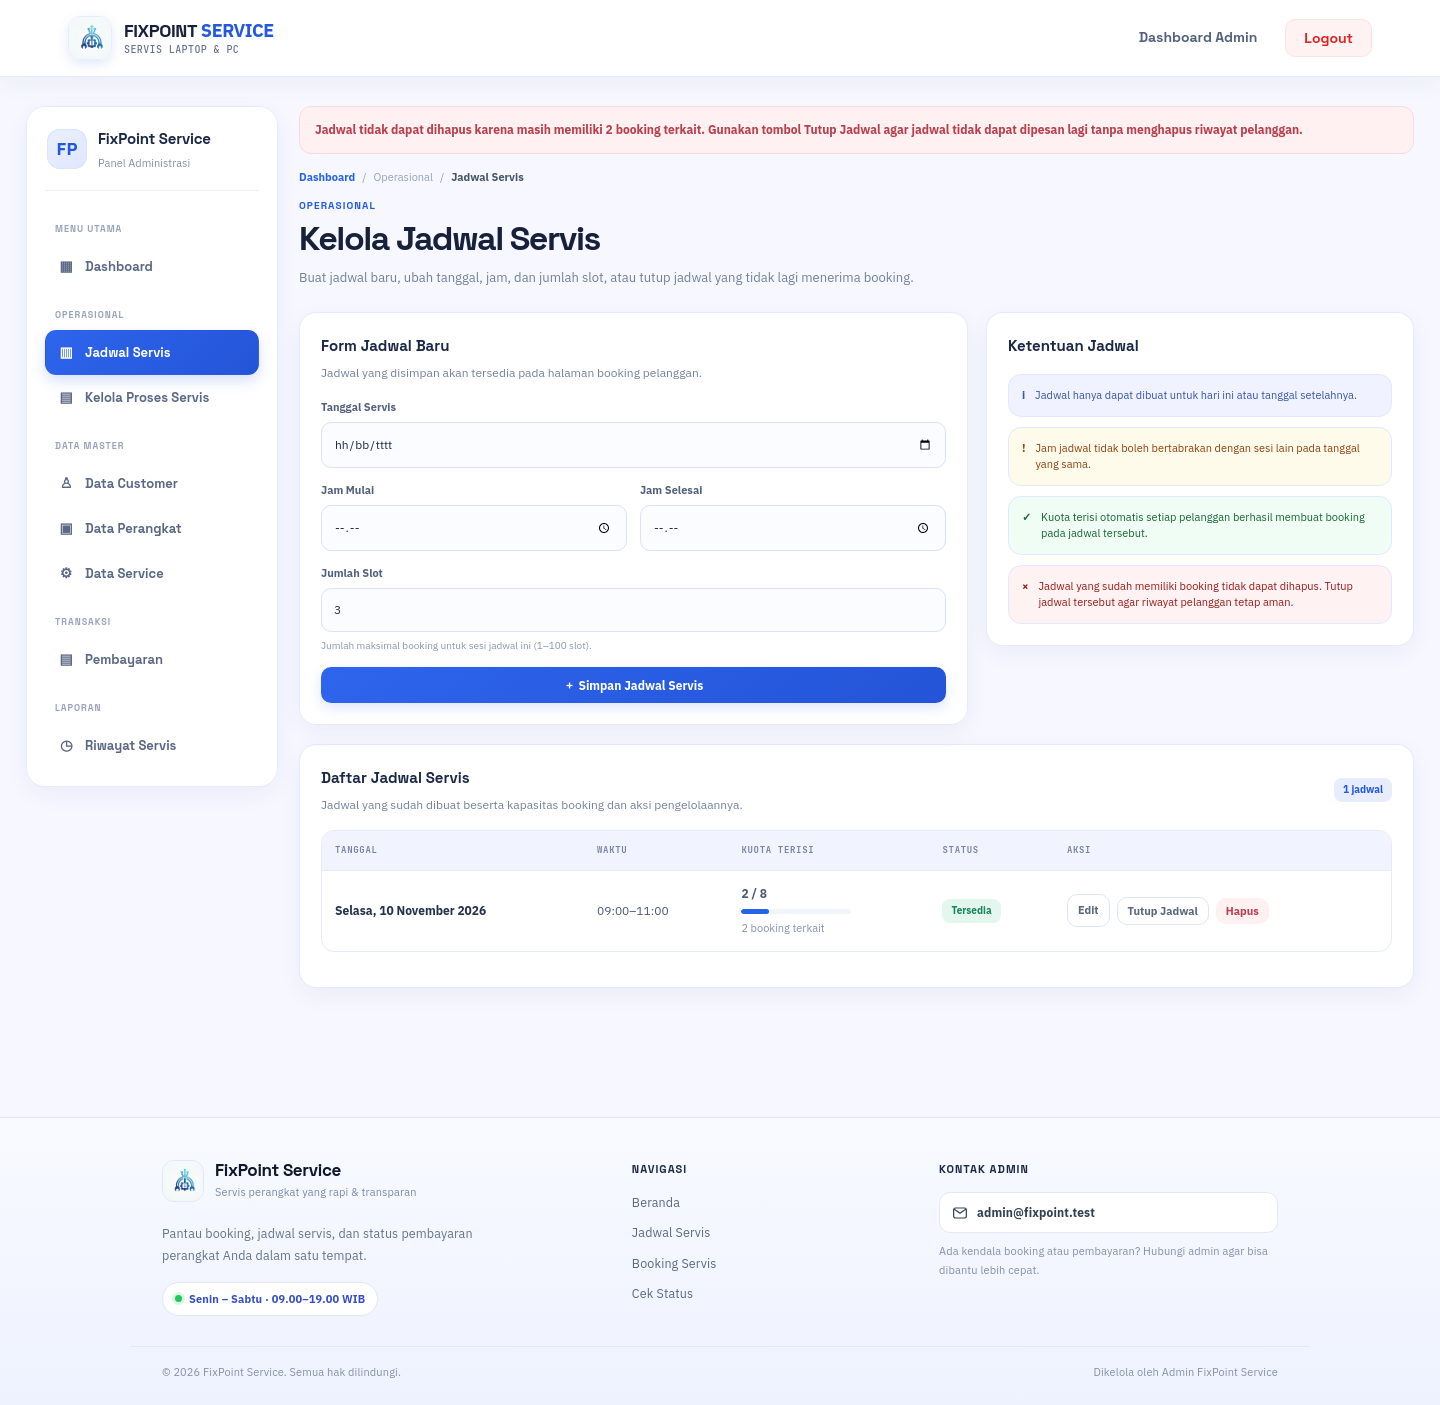 FIXPOINT SERVICE
SERVIS LAPTOP & PC
Dashboard Admin
Logout
FP
FixPoint Service
Panel Administrasi
MENU UTAMA
Dashboard
OPERASIONAL
Jadwal Servis
Kelola Proses Servis
DATA MASTER
Data Customer
Data Perangkat
Data Service
TRANSAKSI
Pembayaran
LAPORAN
Riwayat Servis
Jadwal tidak dapat dihapus karena masih memiliki 2 booking terkait. Gunakan tombol Tutup Jadwal agar jadwal tidak dapat dipesan lagi tanpa menghapus riwayat pelanggan.
Dashboard / Operasional / Jadwal Servis
OPERASIONAL
Kelola Jadwal Servis
Buat jadwal baru, ubah tanggal, jam, dan jumlah slot, atau tutup jadwal yang tidak lagi menerima booking.
Form Jadwal Baru
Jadwal yang disimpan akan tersedia pada halaman booking pelanggan.
Tanggal Servis
hh/bb/tttt
Jam Mulai
Jam Selesai
--.--
--.--
Jumlah Slot
3
Jumlah maksimal booking untuk sesi jadwal ini (1–100 slot).
+ Simpan Jadwal Servis
Ketentuan Jadwal
i Jadwal hanya dapat dibuat untuk hari ini atau tanggal setelahnya.
! Jam jadwal tidak boleh bertabrakan dengan sesi lain pada tanggal
yang sama.
✓ Kuota terisi otomatis setiap pelanggan berhasil membuat booking
pada jadwal tersebut.
× Jadwal yang sudah memiliki booking tidak dapat dihapus. Tutup
jadwal tersebut agar riwayat pelanggan tetap aman.
Daftar Jadwal Servis
Jadwal yang sudah dibuat beserta kapasitas booking dan aksi pengelolaannya.
1 jadwal
TANGGAL WAKTU KUOTA TERISI STATUS AKSI
Selasa, 10 November 2026
09:00–11:00
2 / 8
2 booking terkait
Tersedia
Edit
Tutup Jadwal
Hapus
FixPoint Service
Servis perangkat yang rapi & transparan
Pantau booking, jadwal servis, dan status pembayaran
perangkat Anda dalam satu tempat.
Senin – Sabtu · 09.00–19.00 WIB
NAVIGASI
Beranda
Jadwal Servis
Booking Servis
Cek Status
KONTAK ADMIN
admin@fixpoint.test
Ada kendala booking atau pembayaran? Hubungi admin agar bisa
dibantu lebih cepat.
© 2026 FixPoint Service. Semua hak dilindungi.
Dikelola oleh Admin FixPoint Service